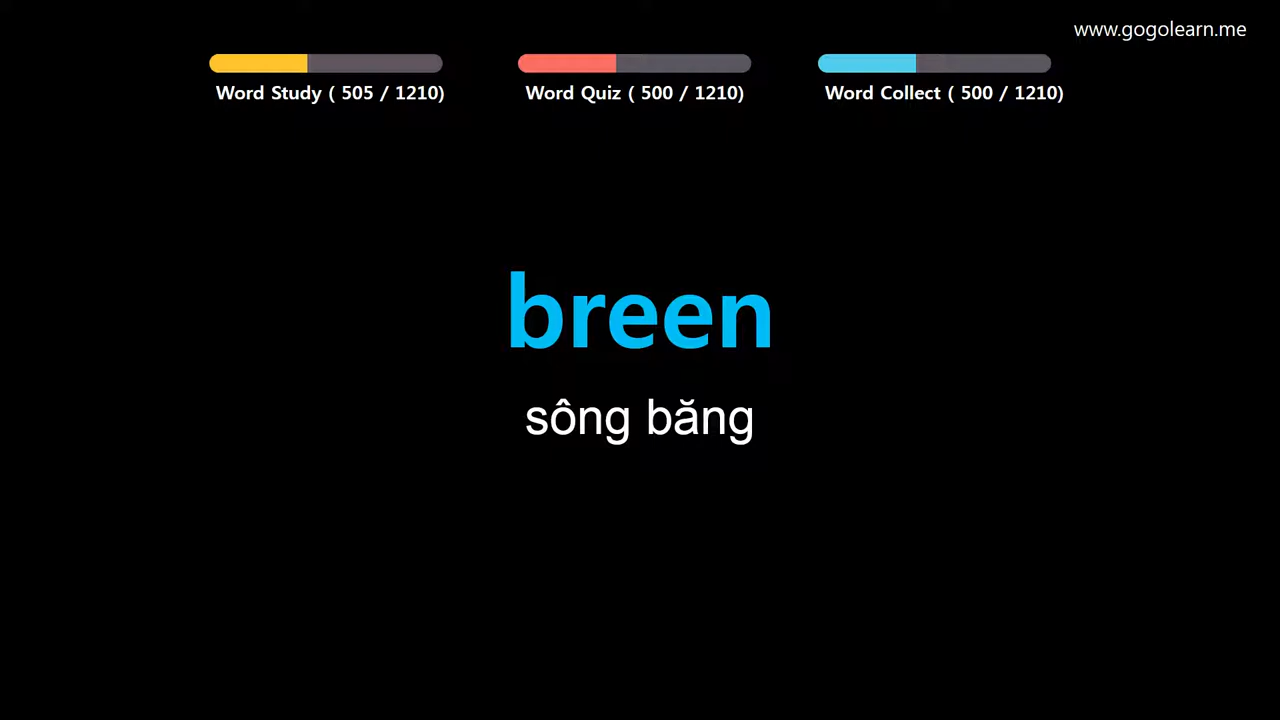 www.gogolearn.me
Word Study ( 505 / 1210)
Word Quiz ( 500 / 1210)
Word Collect ( 500 / 1210)
breen
sông băng